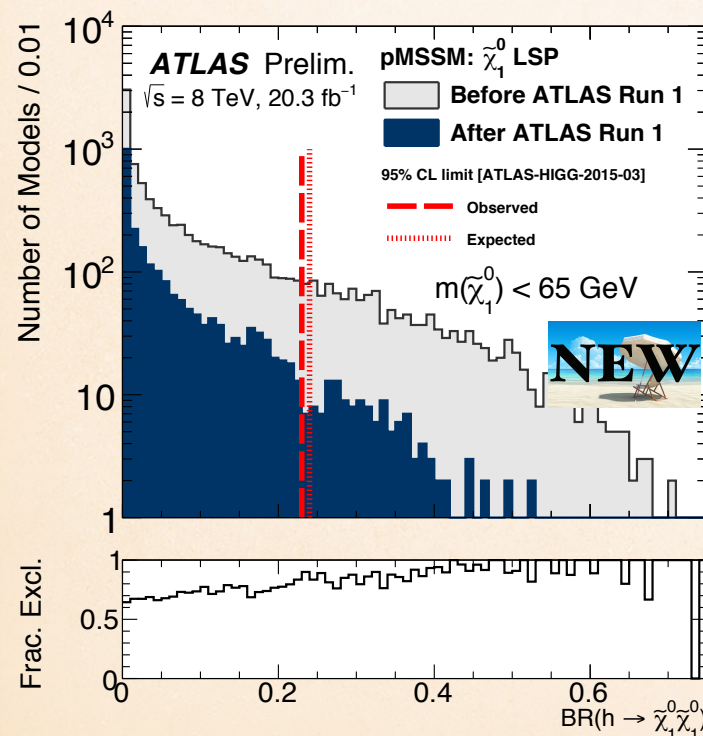 ATLAS Prelim.
√s = 8 TeV, 20.3 fb⁻¹
pMSSM: χ̃⁰₁ LSP
Before ATLAS Run 1
After ATLAS Run 1
95% CL limit [ATLAS-HIGG-2015-03]
Observed
Expected
m(χ̃⁰₁) < 65 GeV
NEW
Number of Models / 0.01
10⁴
10³
10²
10
1
Frac. Excl.
1
0.5
0
0 0.2 0.4 0.6
BR(h → χ̃⁰₁χ̃⁰₁)